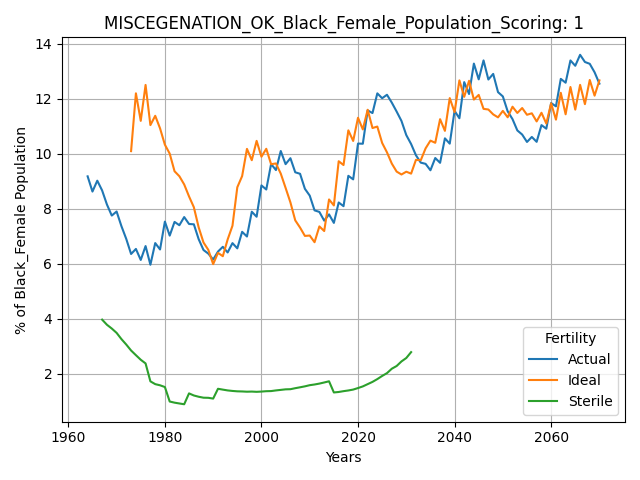 MISCEGENATION_OK_Black_Female_Population_Scoring: 1
% of Black_Female Population
14
12
10
8
6
4
2
1960 1980 2000 2020 2040 2060
Years
Fertility
Actual
Ideal
Sterile